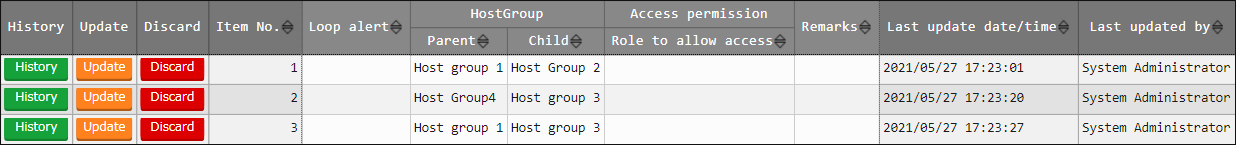 HostGroup Access permission
History Update Discard Item No. Loop alert Remarks Last update date/time Last updated by
Parent Child Role to allow access
History Update Discard 1 Host group 1 Host Group 2 2021/05/27 17:23:01 System Administrator
History Update Discard 2 Host Group4 Host group 3 2021/05/27 17:23:20 System Administrator
History Update Discard 3 Host group 1 Host group 3 2021/05/27 17:23:27 System Administrator